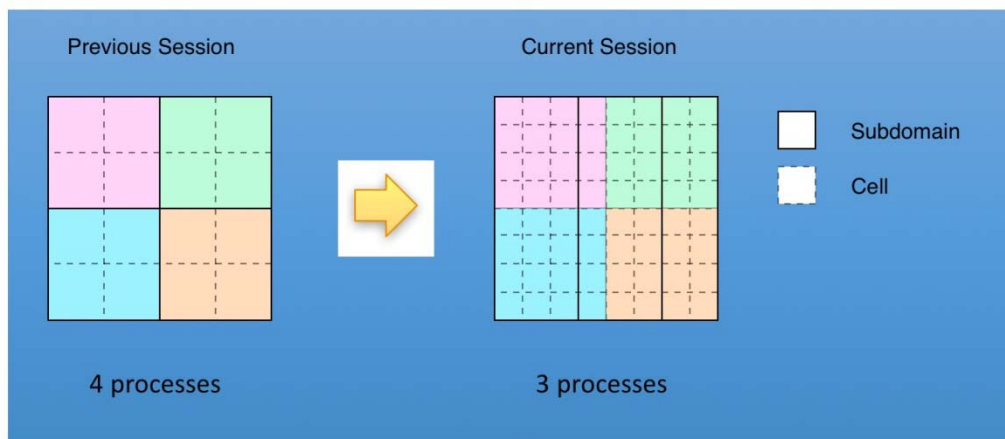 Previous Session
Current Session
Subdomain
Cell
4 processes
3 processes